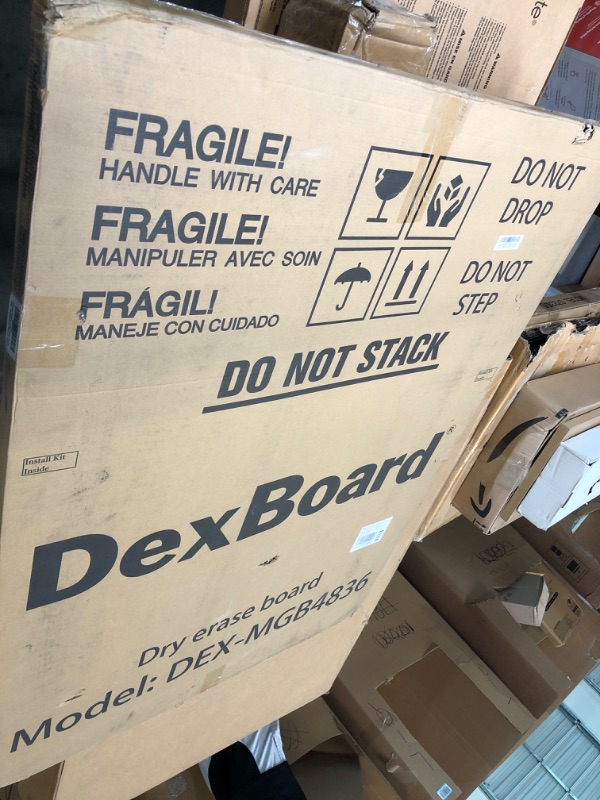 FRAGILE!
HANDLE WITH CARE
FRAGILE!
MANIPULER AVEC SOIN
FRÁGIL!
MANEJE CON CUIDADO
DO NOT
DROP
DO NOT
STEP
DO NOT STACK
Install Kit
Inside
DexBoard®
Dry erase board
Model: DEX-MGB4836
WARNING